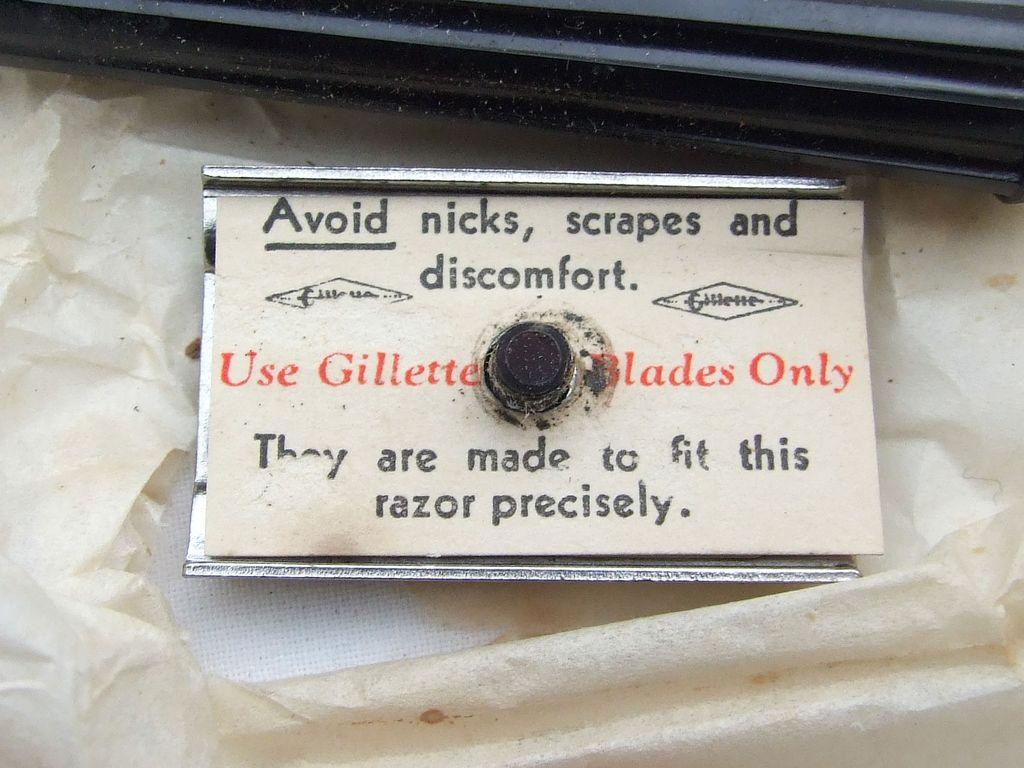 Avoid nicks, scrapes and
discomfort.
Gillette Gillette
Use Gillette Blades Only
They are made to fit this
razor precisely.